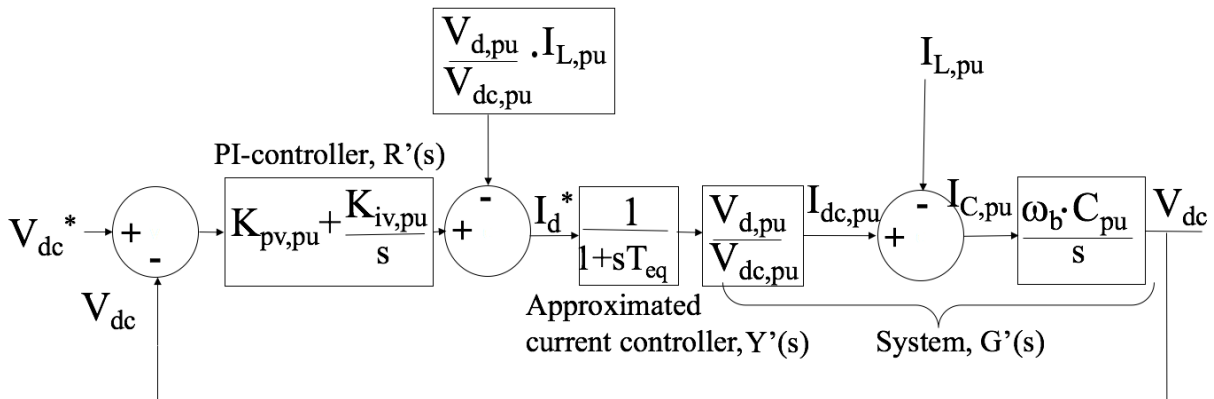 V_d,pu / V_dc,pu . I_L,pu
I_L,pu
PI-controller, R’(s)
V_dc*
+
-
K_pv,pu + K_iv,pu / s
-
+
I_d*
1 / 1+sT_eq
V_d,pu / V_dc,pu
I_dc,pu
-
+
I_C,pu
ω_b·C_pu / s
V_dc
V_dc
Approximated
current controller,Y’(s)
System, G’(s)